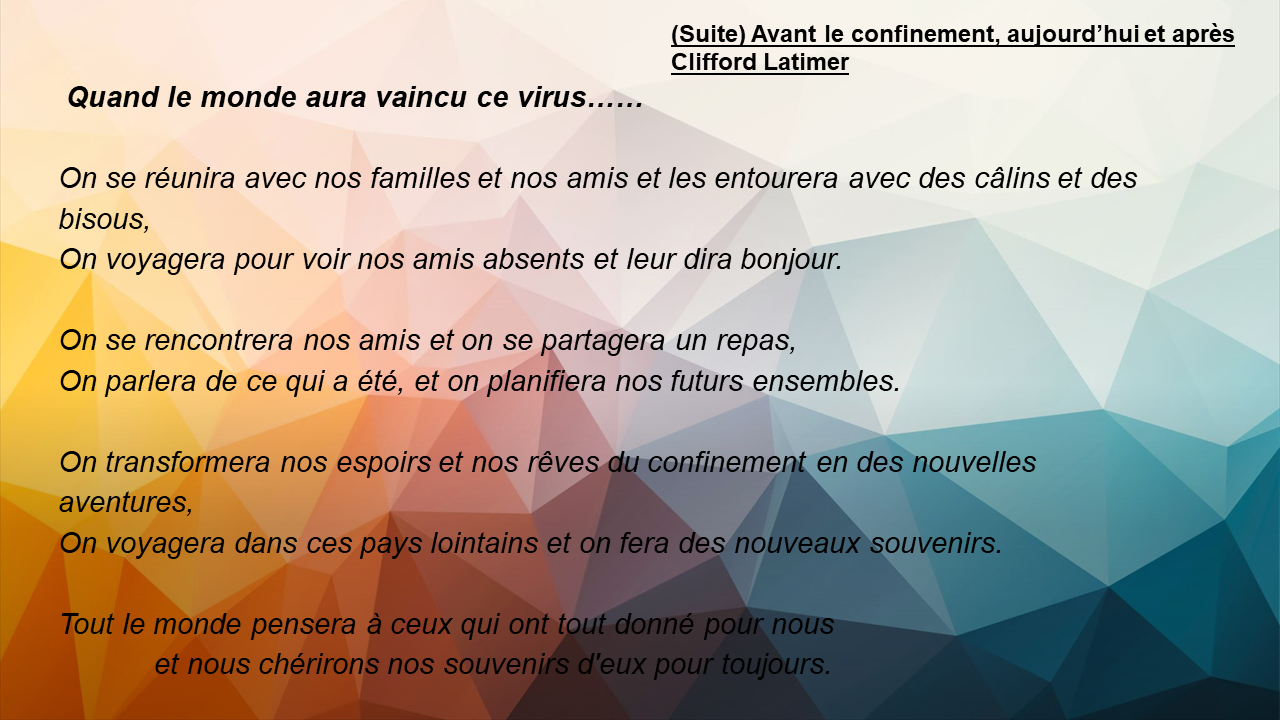 (Suite) Avant le confinement, aujourd’hui et après
Clifford Latimer
Quand le monde aura vaincu ce virus……
On se réunira avec nos familles et nos amis et les entourera avec des câlins et des
bisous,
On voyagera pour voir nos amis absents et leur dira bonjour.
On se rencontrera nos amis et on se partagera un repas,
On parlera de ce qui a été, et on planifiera nos futurs ensembles.
On transformera nos espoirs et nos rêves du confinement en des nouvelles
aventures,
On voyagera dans ces pays lointains et on fera des nouveaux souvenirs.
Tout le monde pensera à ceux qui ont tout donné pour nous
et nous chérirons nos souvenirs d'eux pour toujours.